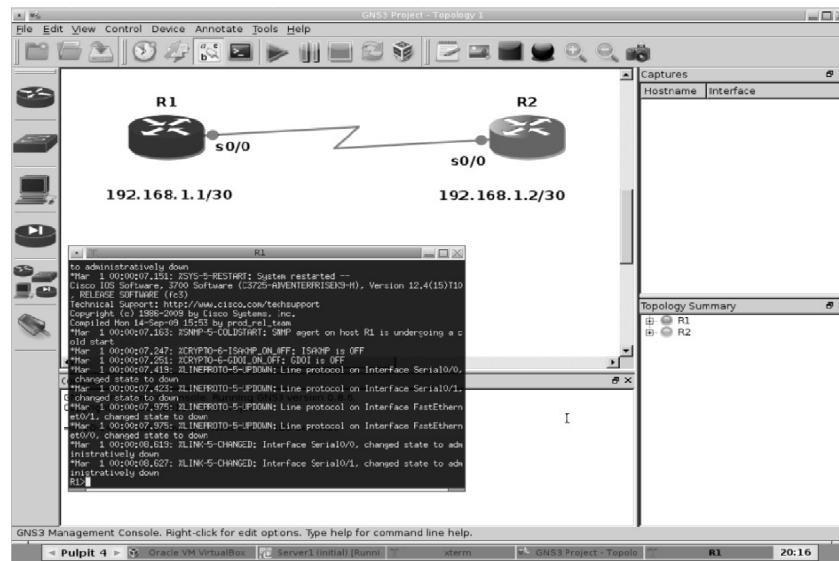 GNS3 Project - Topology 1
File Edit View Control Device Annotate Tools Help
Captures
Hostname Interface
R1
R2
s0/0
s0/0
192.168.1.1/30
192.168.1.2/30
R1
to administratively down
*Mar 1 00:00:07.151: %SYS-5-RESTART: System restarted --
Cisco IOS Software, 3700 Software (C3725-ADVENTERPRISEK9-M), Version 12.4(15)T10
, RELEASE SOFTWARE (fc3)
Technical Support: http://www.cisco.com/techsupport
Copyright (c) 1986-2009 by Cisco Systems, Inc.
Compiled Mon 14-Sep-09 15:53 by prod_rel_team
*Mar 1 00:00:07.163: %SNMP-5-COLDSTART: SNMP agent on host R1 is undergoing a c
old start
*Mar 1 00:00:07.247: %CRYPTO-6-ISAKMP_ON_OFF: ISAKMP is OFF
*Mar 1 00:00:07.251: %CRYPTO-6-GDOI_ON_OFF: GDOI is OFF
*Mar 1 00:00:07.419: %LINEPROTO-5-UPDOWN: Line protocol on Interface Serial0/0,
changed state to down
*Mar 1 00:00:07.423: %LINEPROTO-5-UPDOWN: Line protocol on Interface Serial0/1,
changed state to down
*Mar 1 00:00:07.975: %LINEPROTO-5-UPDOWN: Line protocol on Interface FastEthern
et0/1, changed state to down
*Mar 1 00:00:07.975: %LINEPROTO-5-UPDOWN: Line protocol on Interface FastEthern
et0/0, changed state to down
*Mar 1 00:00:08.619: %LINK-5-CHANGED: Interface Serial0/0, changed state to adm
inistratively down
*Mar 1 00:00:08.627: %LINK-5-CHANGED: Interface Serial0/1, changed state to adm
inistratively down
R1>
Topology Summary
R1
R2
GNS3 Management Console. Right-click for edit options. Type help for command line help.
Pulpit 4 Oracle VM VirtualBox Server1 (initial) [Runni xterm GNS3 Project - Topolo R1 20:16